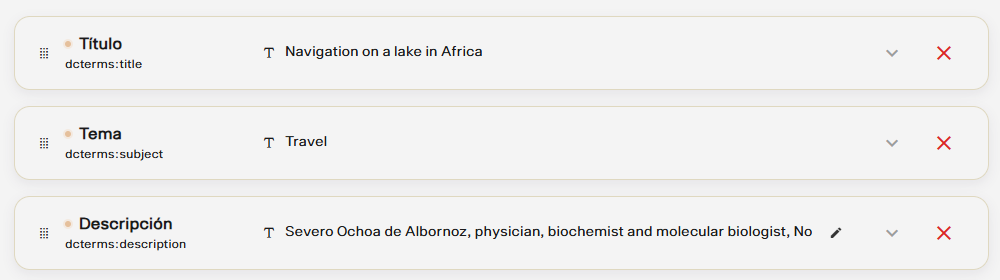 Título
dcterms:title
Navigation on a lake in Africa
Tema
dcterms:subject
Travel
Descripción
dcterms:description
Severo Ochoa de Albornoz, physician, biochemist and molecular biologist, No